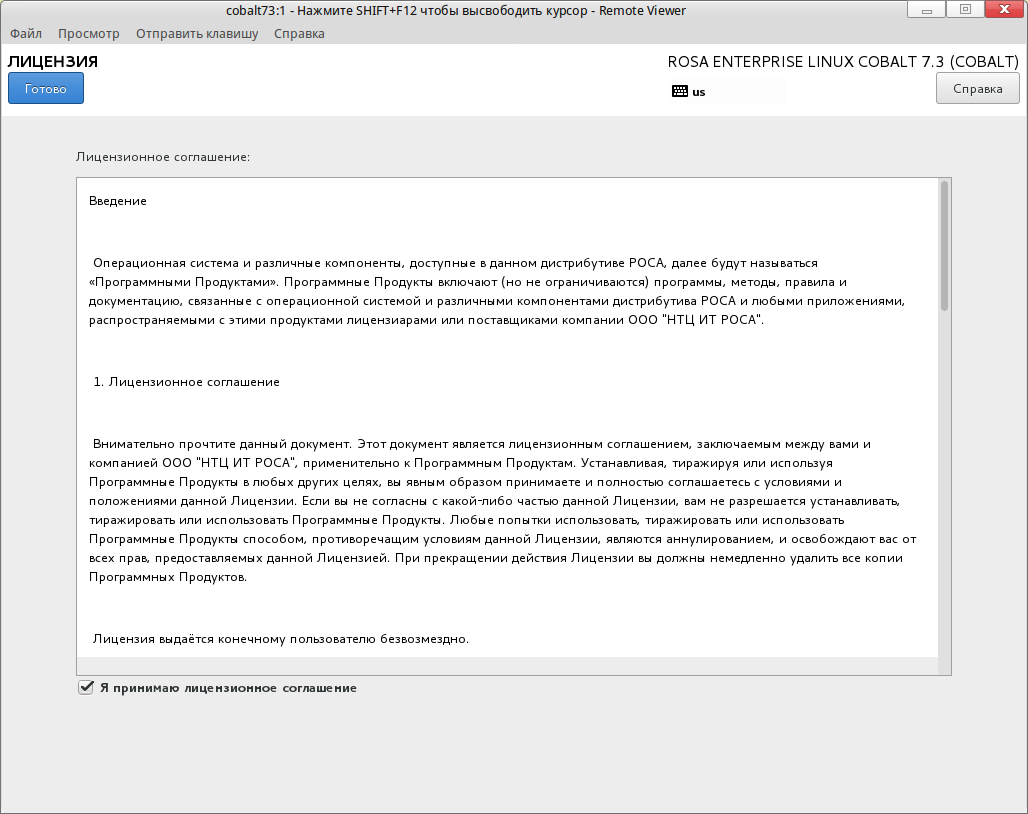 cobalt73:1 - Нажмите SHIFT+F12 чтобы высвободить курсор - Remote Viewer
Файл Просмотр Отправить клавишу Справка
ЛИЦЕНЗИЯ
ROSA ENTERPRISE LINUX COBALT 7.3 (COBALT)
Готово
us
Справка
Лицензионное соглашение:
Введение
Операционная система и различные компоненты, доступные в данном дистрибутиве РОСА, далее будут называться
«Программными Продуктами». Программные Продукты включают (но не ограничиваются) программы, методы, правила и
документацию, связанные с операционной системой и различными компонентами дистрибутива РОСА и любыми приложениями,
распространяемыми с этими продуктами лицензиарами или поставщиками компании ООО "НТЦ ИТ РОСА".
1. Лицензионное соглашение
Внимательно прочтите данный документ. Этот документ является лицензионным соглашением, заключаемым между вами и
компанией ООО "НТЦ ИТ РОСА", применительно к Программным Продуктам. Устанавливая, тиражируя или используя
Программные Продукты в любых других целях, вы явным образом принимаете и полностью соглашаетесь с условиями и
положениями данной Лицензии. Если вы не согласны с какой-либо частью данной Лицензии, вам не разрешается устанавливать,
тиражировать или использовать Программные Продукты. Любые попытки использовать, тиражировать или использовать
Программные Продукты способом, противоречащим условиям данной Лицензии, являются аннулированием, и освобождают вас от
всех прав, предоставляемых данной Лицензией. При прекращении действия Лицензии вы должны немедленно удалить все копии
Программных Продуктов.
Лицензия выдаётся конечному пользователю безвозмездно.
Я принимаю лицензионное соглашение